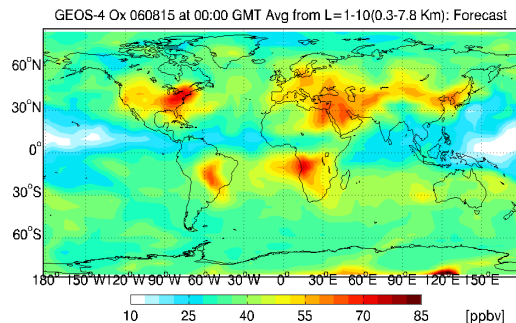 GEOS-4 Ox 060815 at 00:00 GMT Avg from L=1-10(0.3-7.8 Km): Forecast
60°N
30°N
0°
30°S
60°S
180° 150°W 120°W 90°W 60°W 30°W 0° 30°E 60°E 90°E 120°E 150°E
10 25 40 55 70 85 [ppbv]